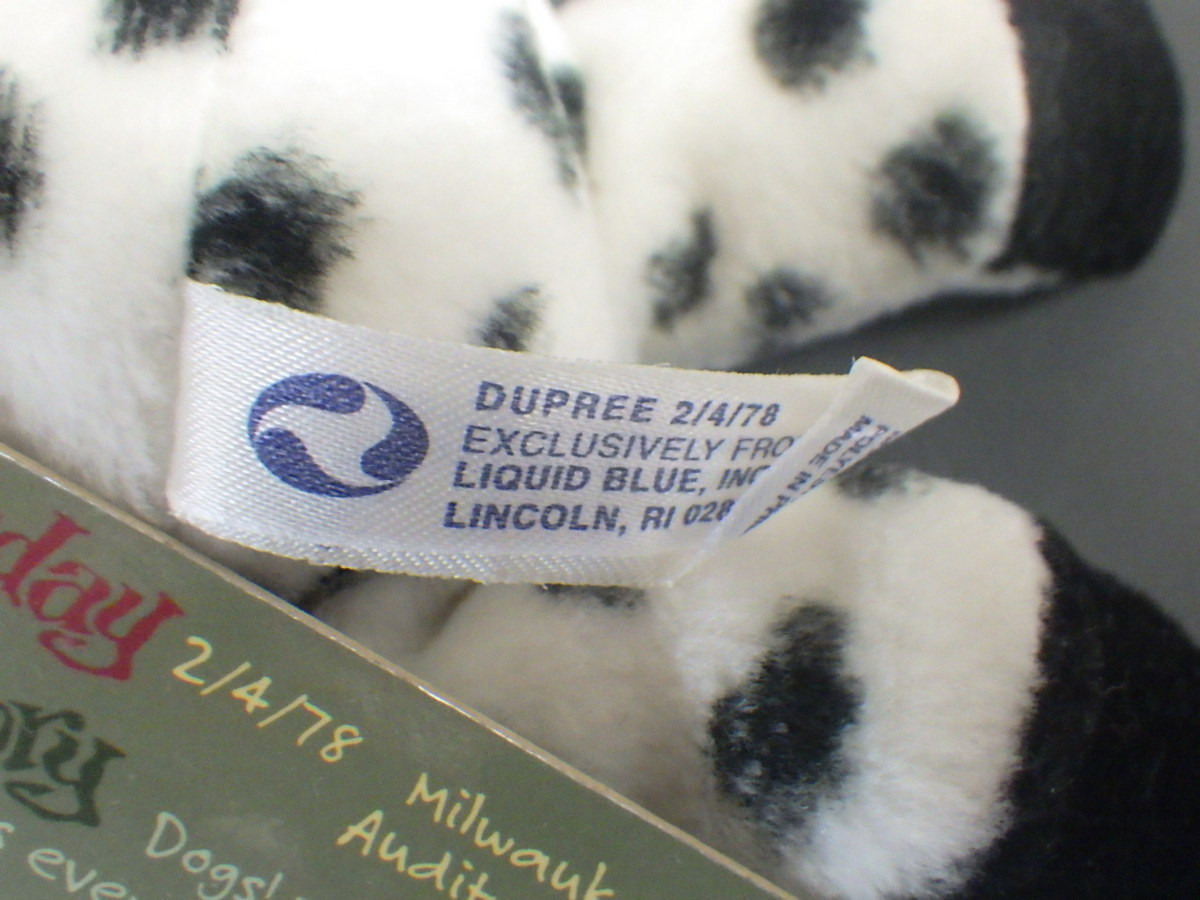 DUPREE 2/4/78
EXCLUSIVELY FRO
LIQUID BLUE, INC
LINCOLN, RI 028
MADE IN
day 2/4/78
ory
Milwauk
Dogs! Audit
s ever